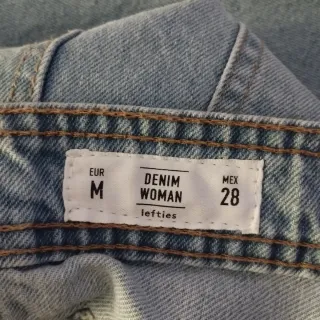 EUR
M
DENIM
WOMAN
lefties
MEX
28